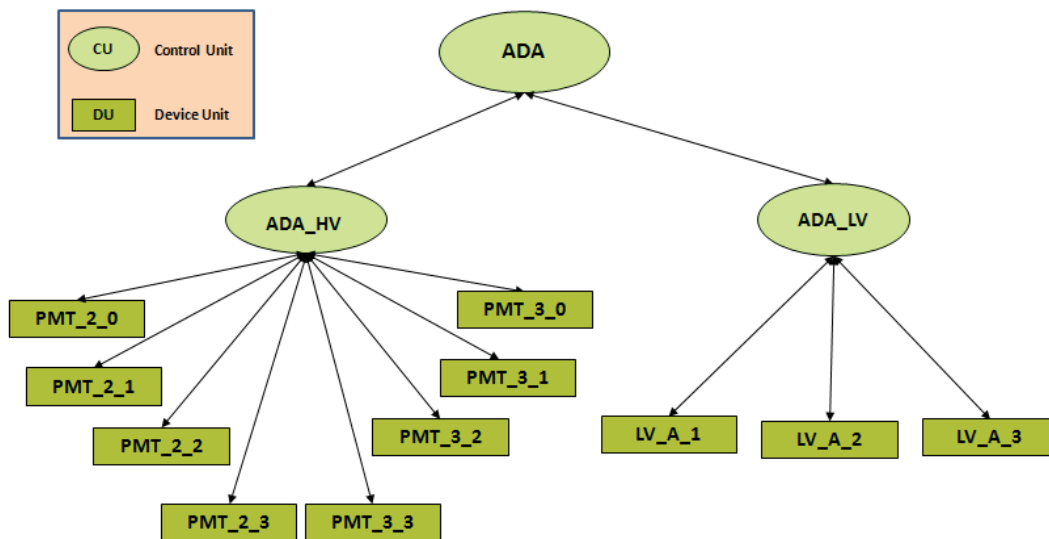 CU Control Unit
DU Device Unit
ADA
ADA_HV
ADA_LV
PMT_2_0
PMT_3_0
PMT_2_1
PMT_3_1
PMT_2_2
PMT_3_2
PMT_2_3
PMT_3_3
LV_A_1
LV_A_2
LV_A_3